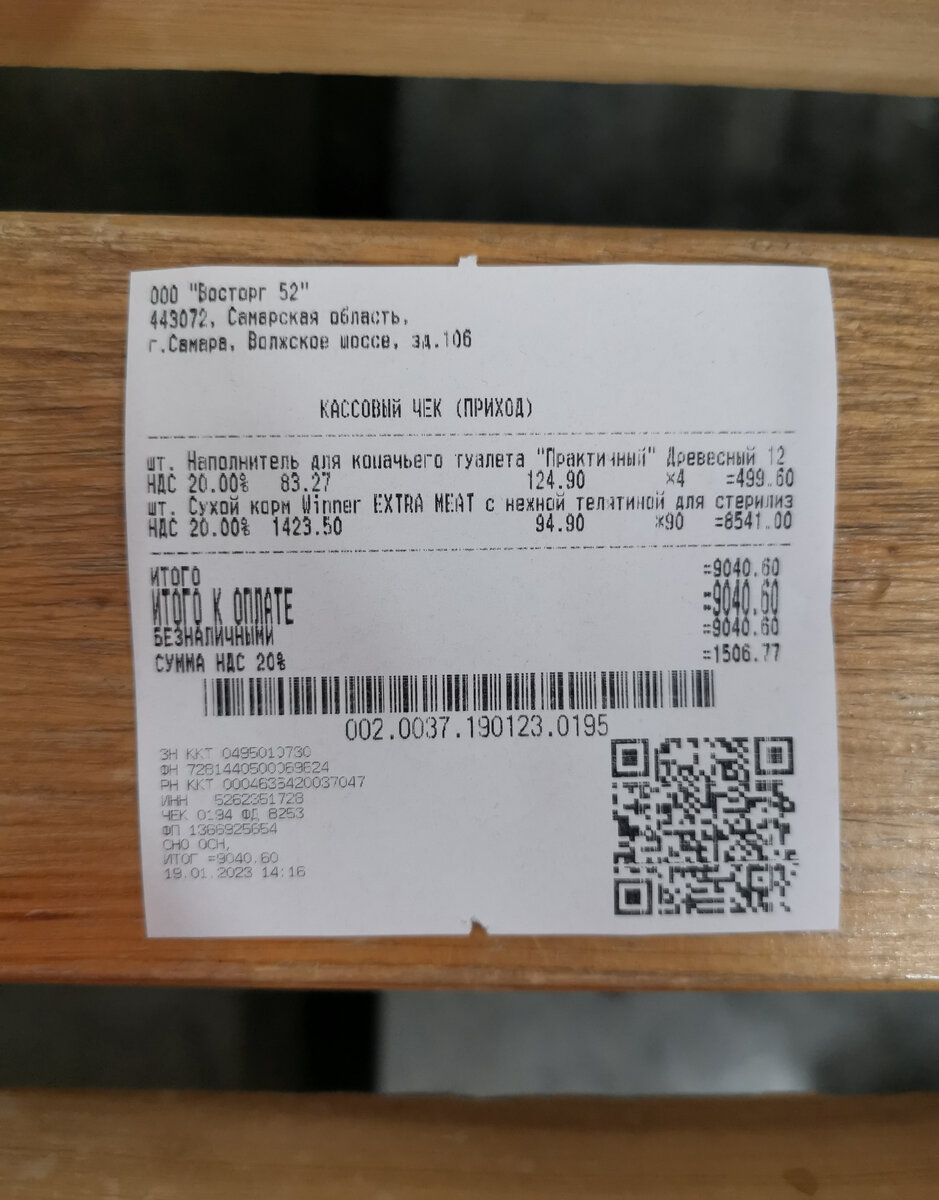 ООО "Восторг 52"
443072, Самарская область,
г.Самара, Волжское шоссе, зд.106
КАССОВЫЙ ЧЕК (ПРИХОД)
шт. Наполнитель для кошачьего туалета "Практичный" Древесный 12
НДС 20.00% 83.27 124.90 ×4 =499.60
шт. Сухой корм Winner EXTRA MEAT с нежной телятиной для стерилиз
НДС 20.00% 1423.50 94.90 ×90 =8541.00
ИТОГО =9040.60
ИТОГО К ОПЛАТЕ =9040.60
БЕЗНАЛИЧНЫМИ =9040.60
СУММА НДС 20% =1506.77
002.0037.190123.0195
ЗН ККТ 0495010730
ФН 7281440500069624
РН ККТ 0004635420037047
ИНН 5262361728
ЧЕК 0194 ФД 8253
ФП 1366925654
СНО ОСН,
ИТОГ =9040.60
19.01.2023 14:16